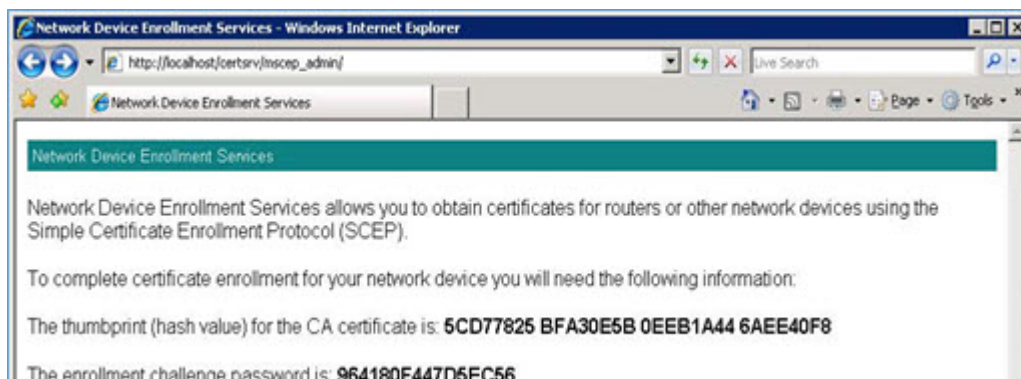 Network Device Enrollment Services - Windows Internet Explorer
http://localhost/certsrv/mscep_admin/
Live Search
Network Device Enrollment Services
Page
Tools
Network Device Enrollment Services
Network Device Enrollment Services allows you to obtain certificates for routers or other network devices using the
Simple Certificate Enrollment Protocol (SCEP).
To complete certificate enrollment for your network device you will need the following information:
The thumbprint (hash value) for the CA certificate is: 5CD77825 BFA30E5B 0EEB1A44 6AEE40F8
The enrollment challenge password is: 964180F447D5EC56